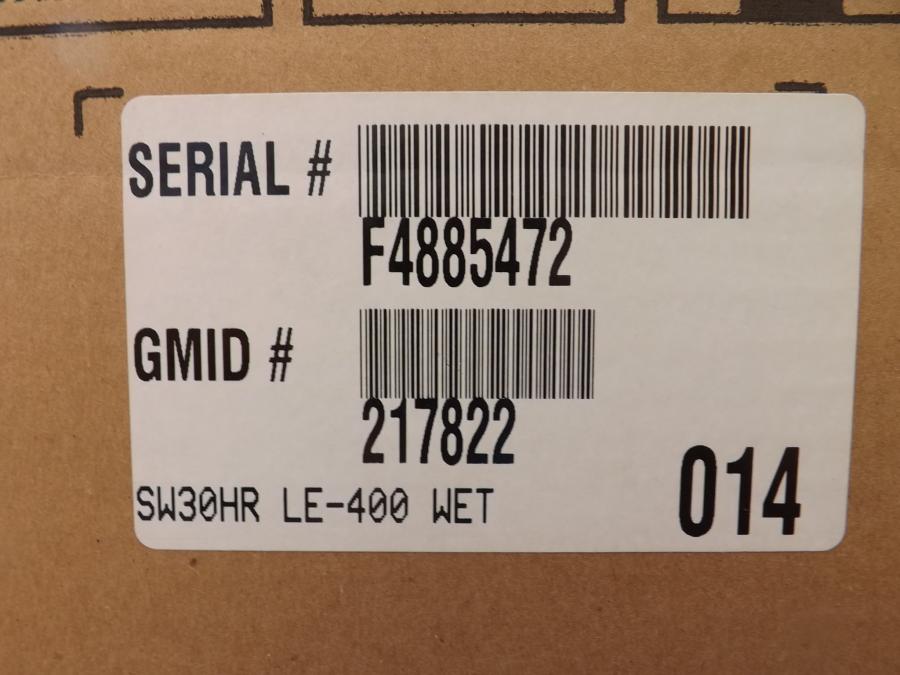 SERIAL #
F4885472
GMID #
217822
SW30HR LE-400 WET
014